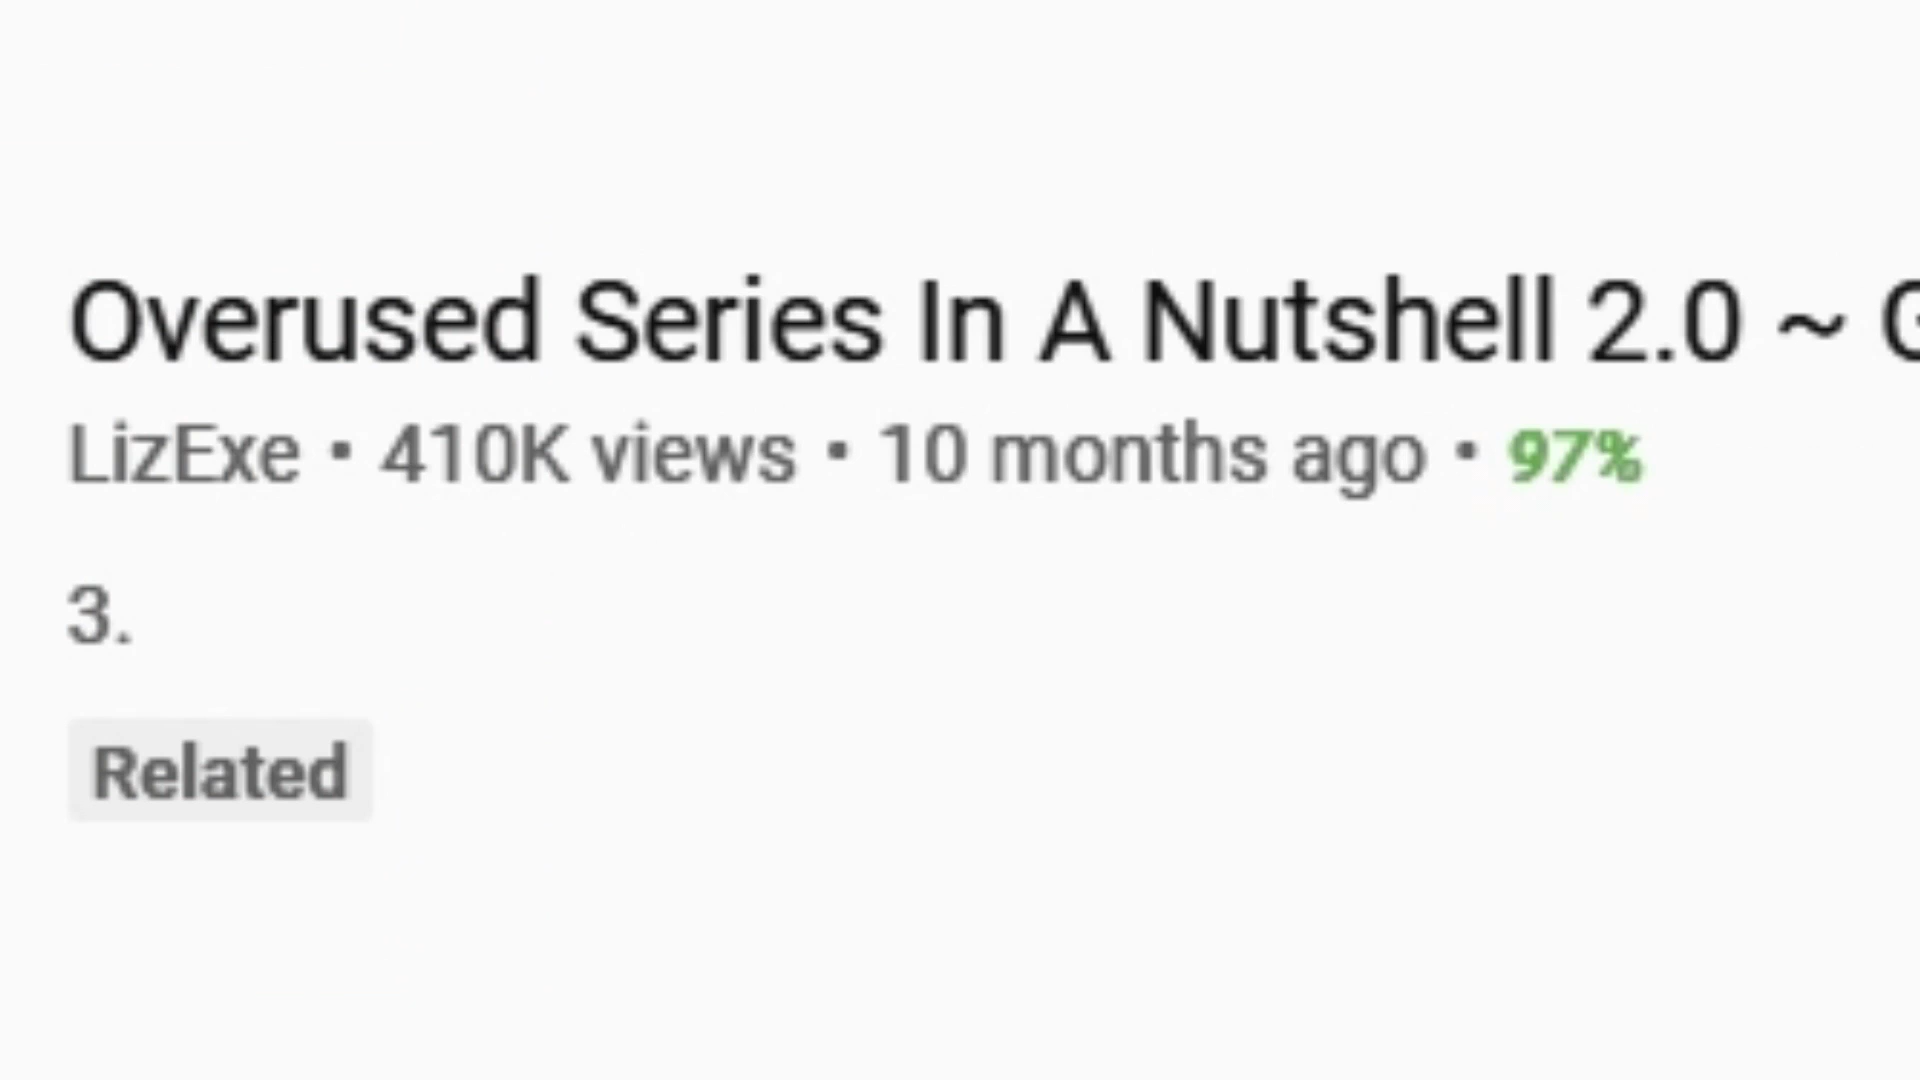 Overused Series In A Nutshell 2.0 ~ G
LizExe • 410K views • 10 months ago • 97%
3.
Related